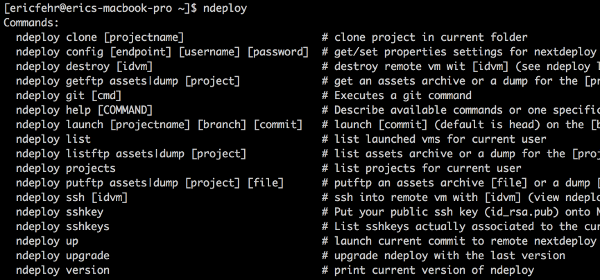 [ericfehr@erics-macbook-pro ~]$ ndeploy
Commands:
  ndeploy clone [projectname]                      # clone project in current folder
  ndeploy config [endpoint] [username] [password]  # get/set properties settings for nextdeploy
  ndeploy destroy [idvm]                           # destroy remote vm wit [idvm] (see ndeploy l
  ndeploy getftp assets|dump [project]             # get an assets archive or a dump for the [pr
  ndeploy git [cmd]                                # Executes a git command
  ndeploy help [COMMAND]                           # Describe available commands or one specific
  ndeploy launch [projectname] [branch] [commit]   # launch [commit] (default is head) on the [b
  ndeploy list                                     # list launched vms for current user
  ndeploy listftp assets|dump [project]            # list assets archive or a dump for the [proj
  ndeploy projects                                 # list projects for current user
  ndeploy putftp assets|dump [project] [file]      # putftp an assets archive [file] or a dump [
  ndeploy ssh [idvm]                               # ssh into remote vm with [idvm] (view ndeplo
  ndeploy sshkey                                   # Put your public ssh key (id_rsa.pub) onto N
  ndeploy sshkeys                                  # List sshkeys actually associated to the cur
  ndeploy up                                       # launch current commit to remote nextdeploy
  ndeploy upgrade                                  # upgrade ndeploy with the last version
  ndeploy version                                  # print current version of ndeploy